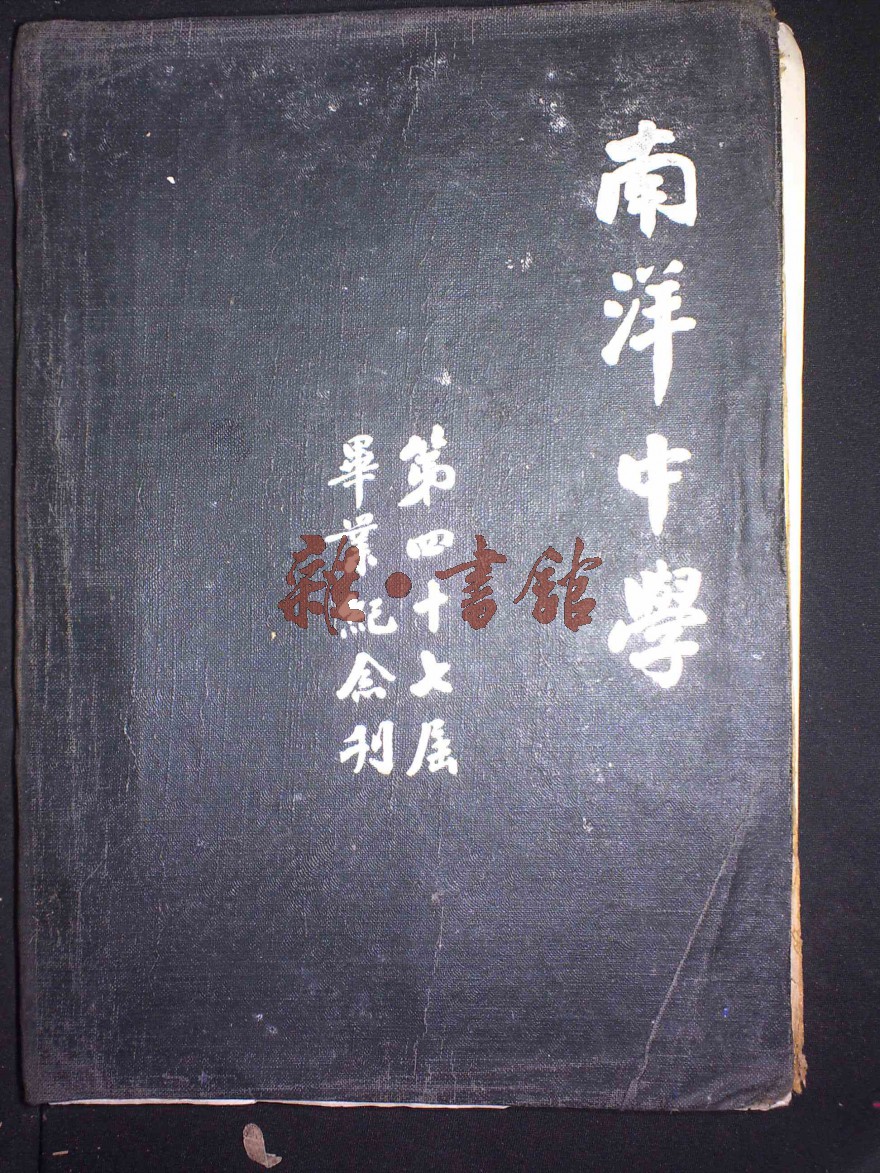 南洋中學
第四十七屆
畢業紀念刊
雜·書館